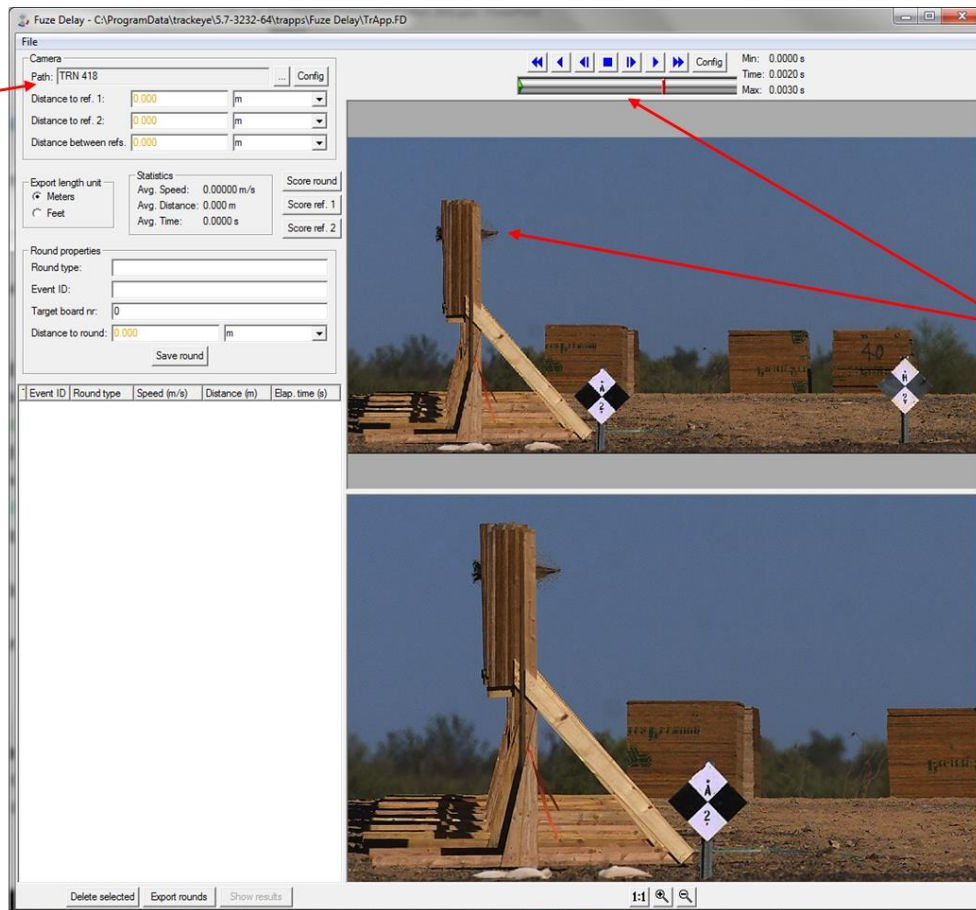 Fuze Delay - C:\ProgramData\trackeye\5.7-3232-64\trapps\Fuze Delay\TrApp.FD
File
Camera
Path: TRN 418 ... Config
Distance to ref. 1: 0.000 m
Distance to ref. 2: 0.000 m
Distance between refs. 0.000 m
Export length unit
Meters
Feet
Statistics
Avg. Speed: 0.00000 m/s
Avg. Distance: 0.000 m
Avg. Time: 0.0000 s
Score round
Score ref. 1
Score ref. 2
Round properties
Round type:
Event ID:
Target board nr: 0
Distance to round: 0.000 m
Save round
Event ID Round type Speed (m/s) Distance (m) Elap. time (s)
Delete selected Export rounds Show results
Config
Min: 0.0000 s
Time: 0.0020 s
Max: 0.0030 s
40
A
2
A
2
1:1